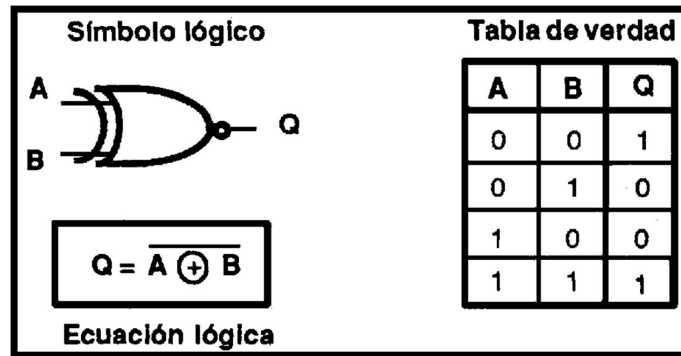 Símbolo lógico
A
B
Q
Q = A ⊕ B
Ecuación lógica
Tabla de verdad
A B Q
0 0 1
0 1 0
1 0 0
1 1 1